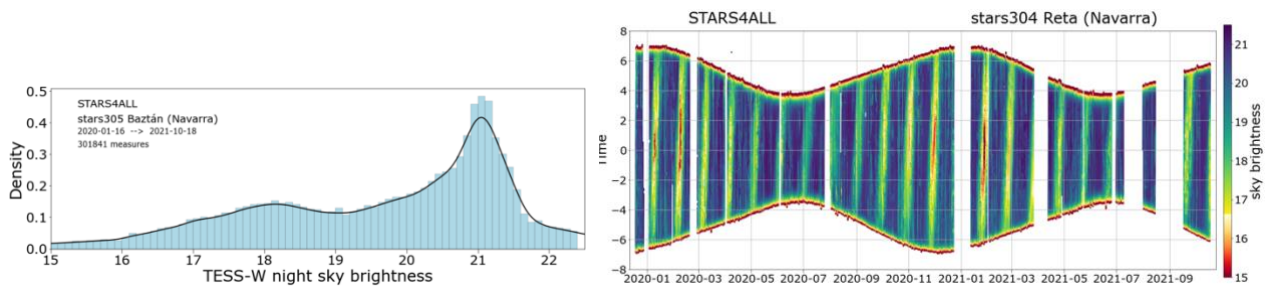 STARS4ALL
stars305 Baztán (Navarra)
2020-01-16 --> 2021-10-18
301841 measures
Density
0.5
0.4
0.3
0.2
0.1
0.0
15 16 17 18 19 20 21 22
TESS-W night sky brightness
STARS4ALL stars304 Reta (Navarra)
8
6
4
2
0
−2
−4
−6
−8
2020-01 2020-03 2020-05 2020-07 2020-09 2020-11 2021-01 2021-03 2021-05 2021-07 2021-09
21
20
19
18
17
16
15
sky brightness